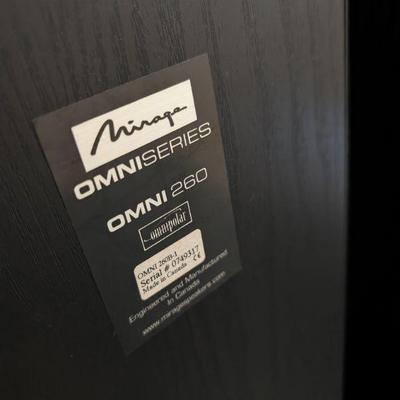 Mirage
OMNISERIES
OMNI 260
omnipolar
OMNI 260B-1
Serial # 0749317
Made in Canada CE
Engineered and Manufactured
in Canada
www.miragespeakers.com